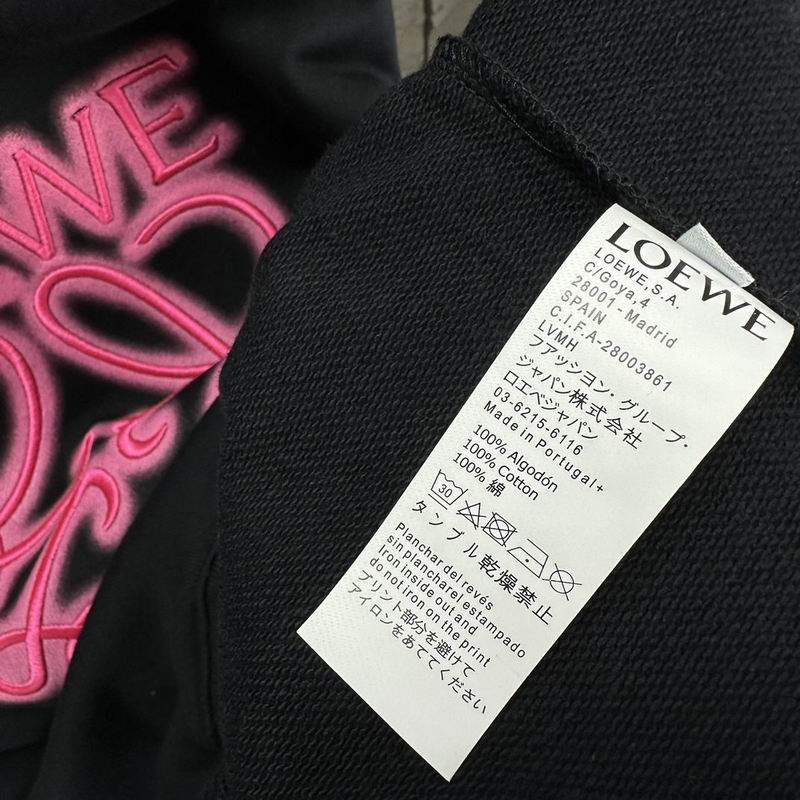 EWE
LOEWE
LOEWE.S.A.
C/Goya,4
28001 - Madrid
SPAIN
C.I.F.A-28003861
LVMH
フアッション・グループ・
ジャパン株式会社
ロエベジャパン
03-6215-6116
Made in Portugal+
100% Algodón
100% Cotton
100% 綿
30
タンブル乾燥禁止
Planchar del revés
sin planchar el estampado
Iron inside out and
do not iron on the print
プリント部分を避けて
アイロンをあててください